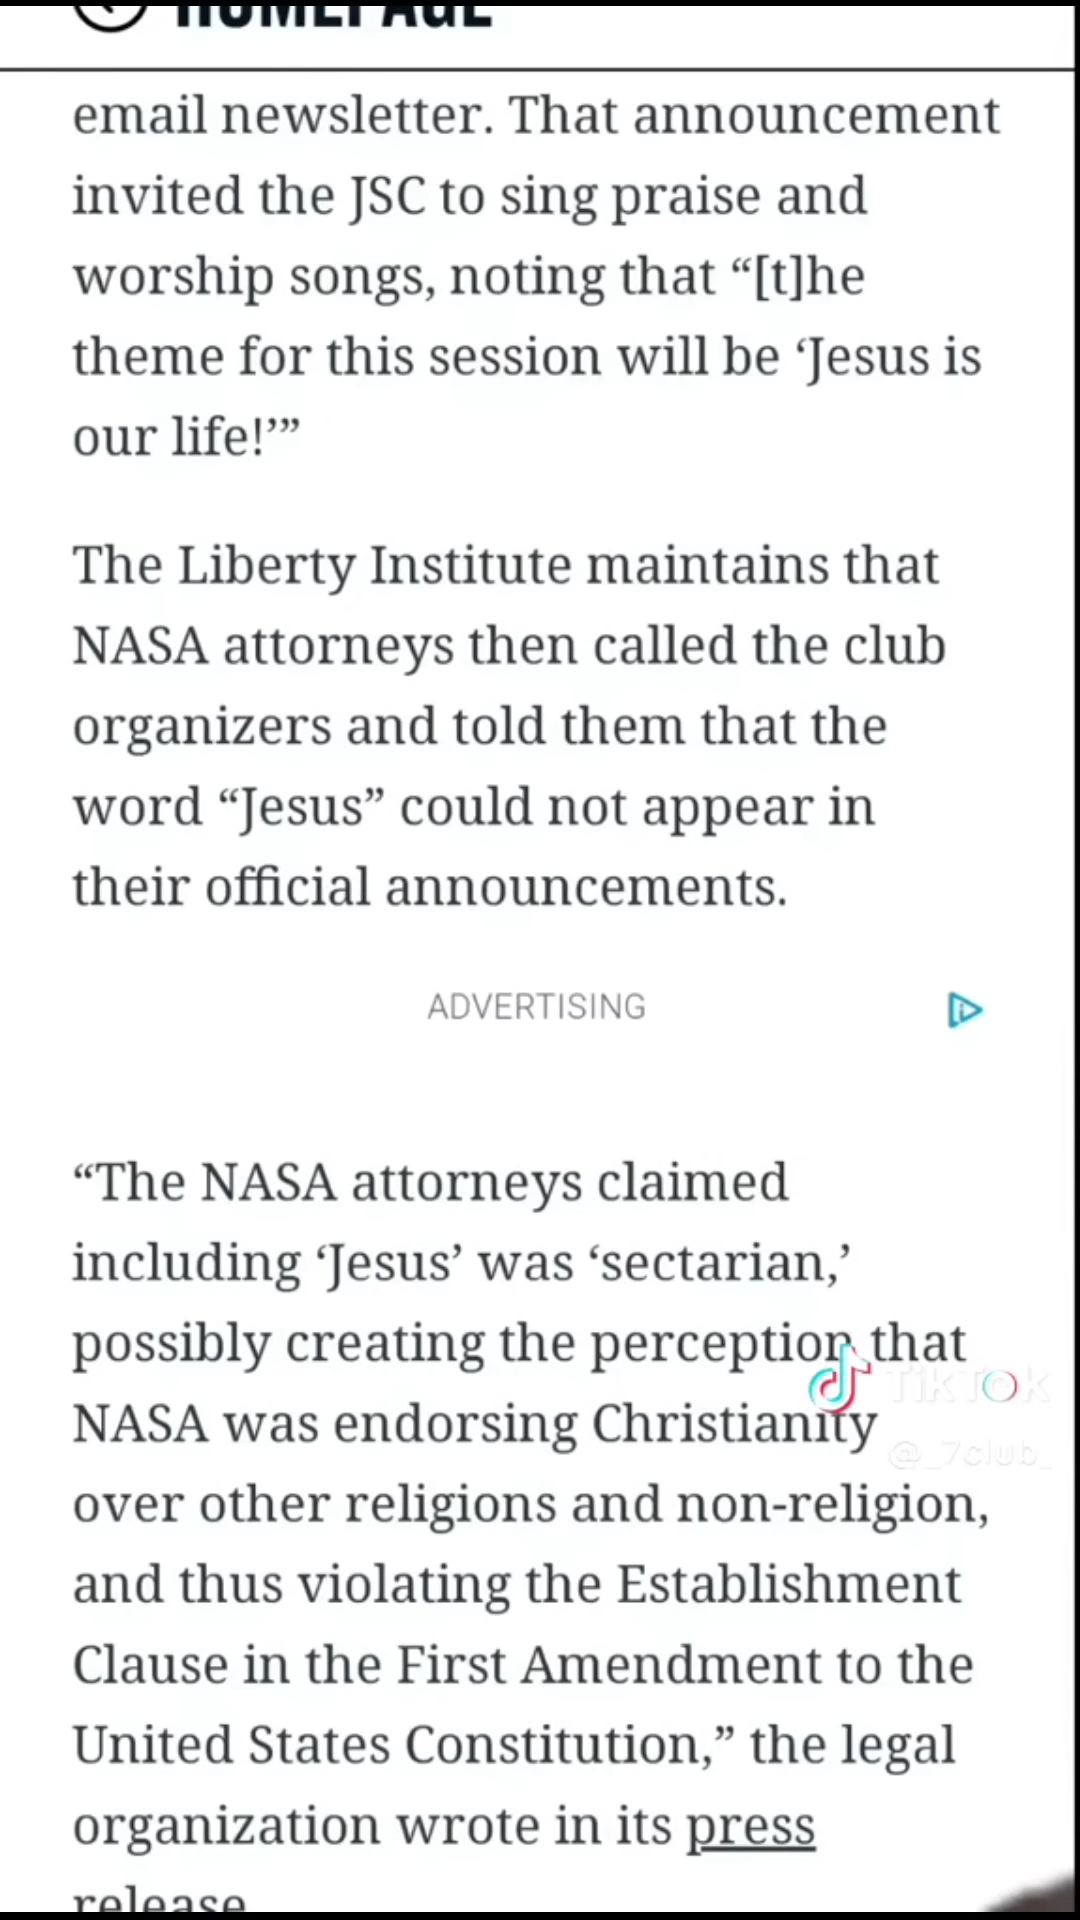 HOMEPAGE
email newsletter. That announcement
invited the JSC to sing praise and
worship songs, noting that “[t]he
theme for this session will be ‘Jesus is
our life!’”
The Liberty Institute maintains that
NASA attorneys then called the club
organizers and told them that the
word “Jesus” could not appear in
their official announcements.
ADVERTISING
“The NASA attorneys claimed
including ‘Jesus’ was ‘sectarian,’
possibly creating the perception that
NASA was endorsing Christianity
over other religions and non-religion,
and thus violating the Establishment
Clause in the First Amendment to the
United States Constitution,” the legal
organization wrote in its press
release
TikTok
@_7club_